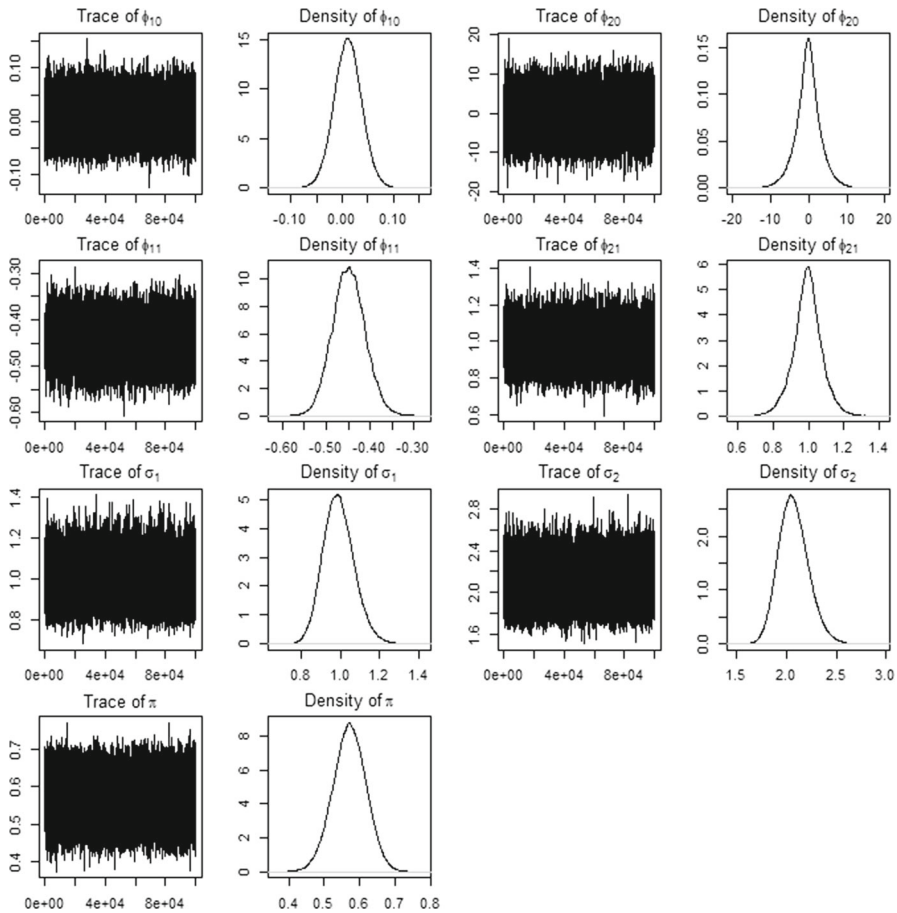 Trace of ϕ10
Density of ϕ10
Trace of ϕ20
Density of ϕ20
0.10
0.00
-0.10
0e+00 4e+04 8e+04
15
10
5
0
-0.10 0.00 0.10
20
10
0
-10
-20
0e+00 4e+04 8e+04
0.15
0.10
0.05
0.00
-20 -10 0 10 20
Trace of ϕ11
Density of ϕ11
Trace of ϕ21
Density of ϕ21
-0.30
-0.40
-0.50
-0.60
0e+00 4e+04 8e+04
10
8
6
4
2
0
-0.60 -0.50 -0.40 -0.30
1.4
1.2
1.0
0.8
0.6
0e+00 4e+04 8e+04
6
5
4
3
2
1
0
0.6 0.8 1.0 1.2 1.4
Trace of σ1
Density of σ1
Trace of σ2
Density of σ2
1.4
1.2
1.0
0.8
0e+00 4e+04 8e+04
5
4
3
2
1
0
0.8 1.0 1.2 1.4
2.8
2.4
2.0
1.6
0e+00 4e+04 8e+04
2.0
1.0
0.0
1.5 2.0 2.5 3.0
Trace of π
Density of π
0.7
0.6
0.5
0.4
0e+00 4e+04 8e+04
8
6
4
2
0
0.4 0.5 0.6 0.7 0.8